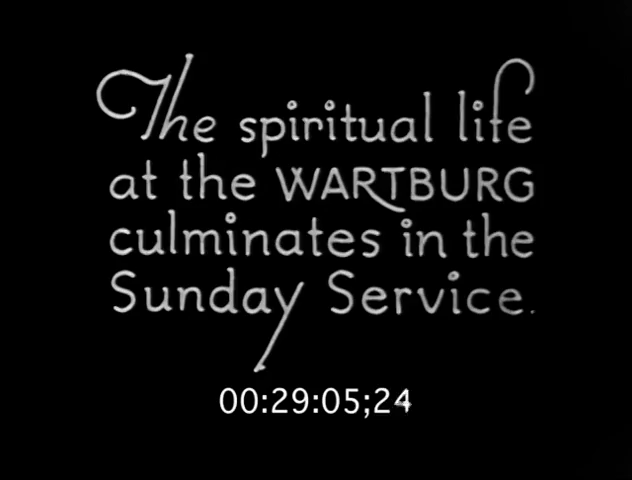 The spiritual life
at the WARTBURG
culminates in the
Sunday Service.
00:29:05;24